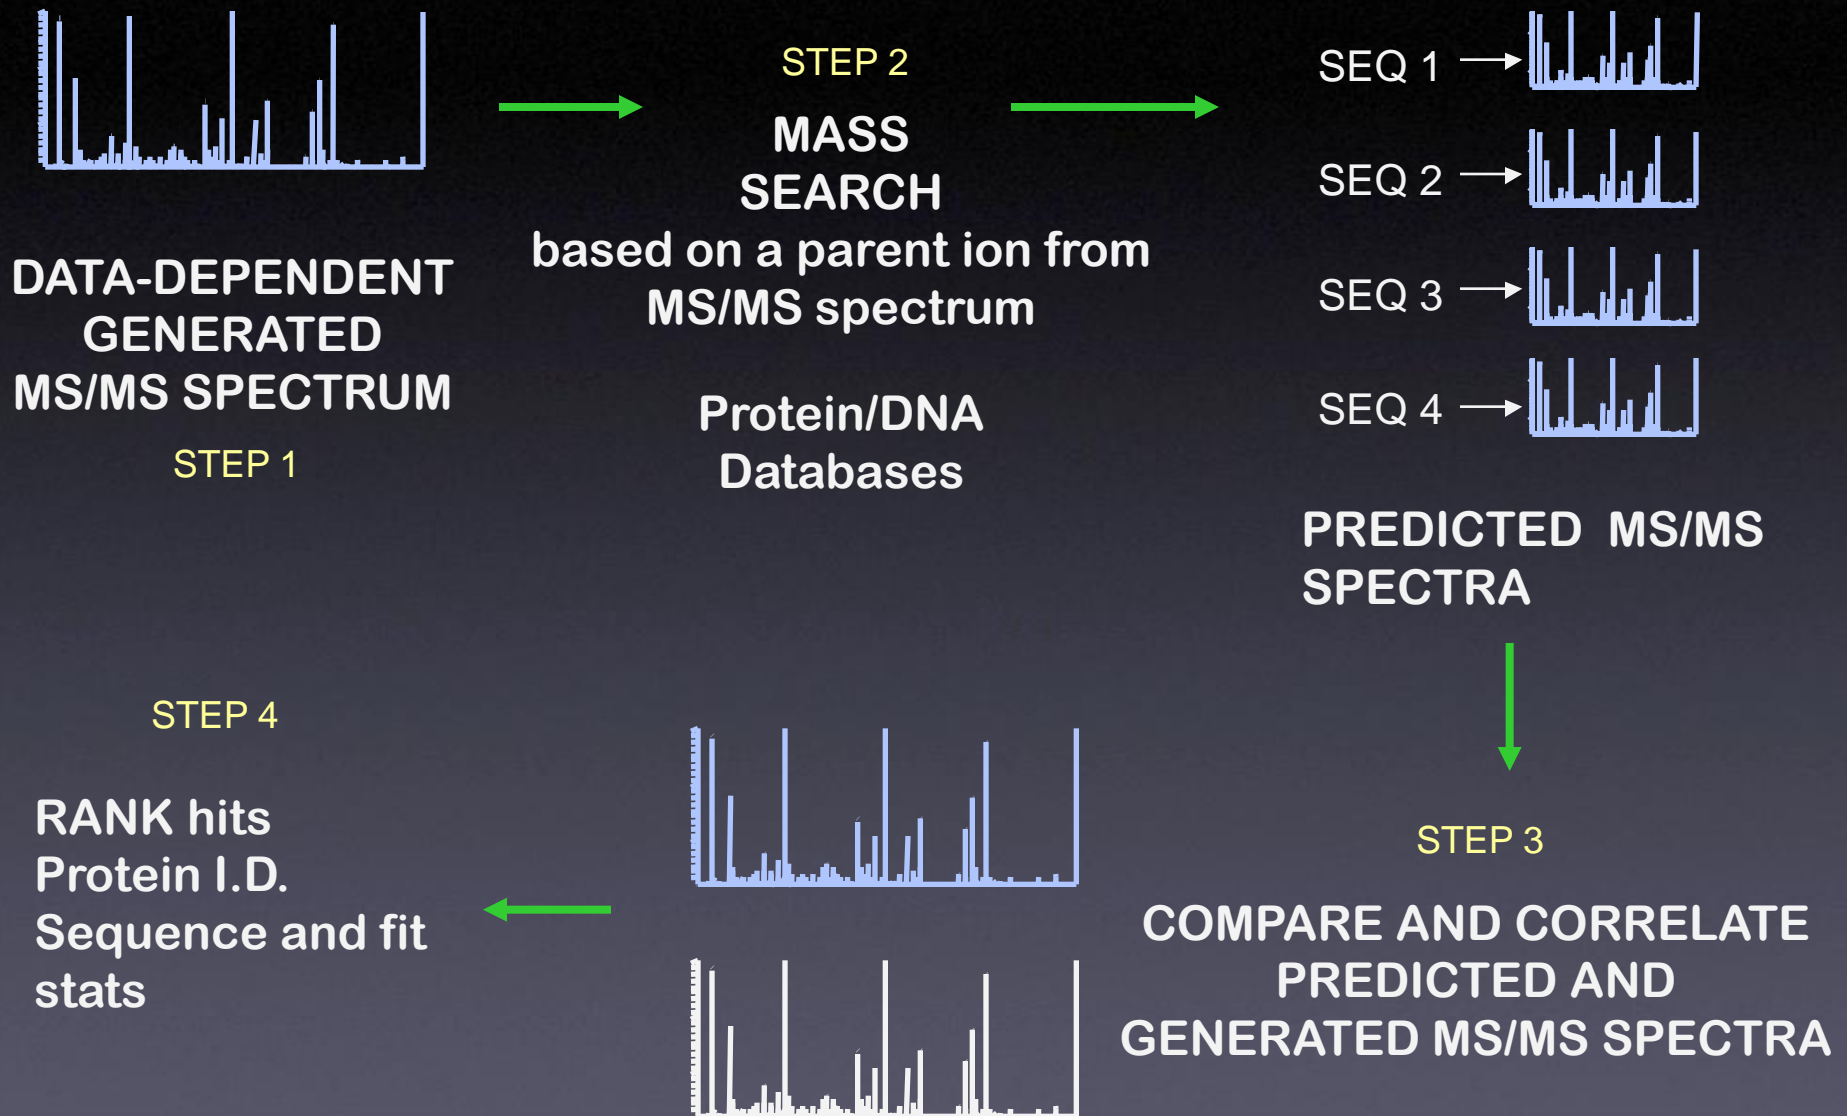 DATA-DEPENDENT
GENERATED
MS/MS SPECTRUM
STEP 1
STEP 2
MASS
SEARCH
based on a parent ion from
MS/MS spectrum
Protein/DNA
Databases
SEQ 1
SEQ 2
SEQ 3
SEQ 4
PREDICTED MS/MS
SPECTRA
STEP 3
COMPARE AND CORRELATE
PREDICTED AND
GENERATED MS/MS SPECTRA
STEP 4
RANK hits
Protein I.D.
Sequence and fit
stats